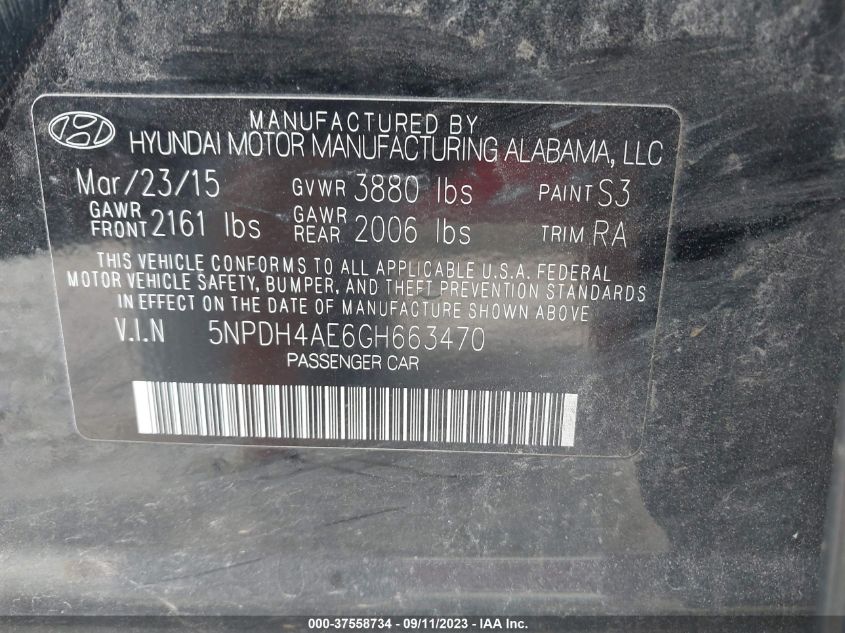 MANUFACTURED BY
HYUNDAI MOTOR MANUFACTURING ALABAMA, LLC
Mar/23/15 GVWR 3880 lbs PAINT S3
GAWR FRONT 2161 lbs GAWR REAR 2006 lbs TRIM RA
THIS VEHICLE CONFORMS TO ALL APPLICABLE U.S.A. FEDERAL
MOTOR VEHICLE SAFETY, BUMPER, AND THEFT PREVENTION STANDARDS
IN EFFECT ON THE DATE OF MANUFACTURE SHOWN ABOVE
V.I.N 5NPDH4AE6GH663470
PASSENGER CAR
000-37558734 - 09/11/2023 - © IAA, Inc.